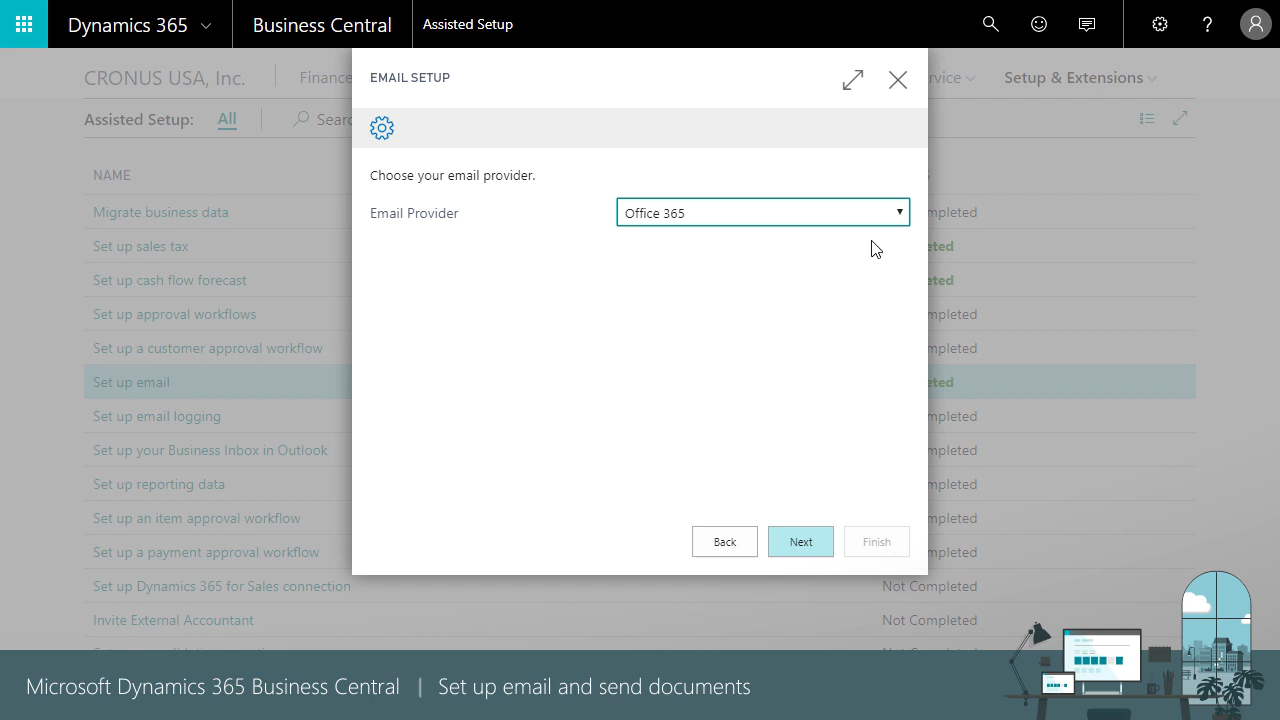 Dynamics 365
Business Central
Assisted Setup
?
CRONUS USA, Inc.
Finance
Setup & Extensions
EMAIL SETUP
Assisted Setup:
All
Choose your email provider.
Email Provider
Office 365
NAME
Migrate business data
Set up sales tax
Set up cash flow forecast
Set up approval workflows
Set up a customer approval workflow
Set up email
Set up email logging
Set up your Business Inbox in Outlook
Set up reporting data
Set up an item approval workflow
Set up a payment approval workflow
Set up Dynamics 365 for Sales connection
Not Completed
Invite External Accountant
Not Completed
Back
Next
Finish
Microsoft Dynamics 365 Business Central | Set up email and send documents